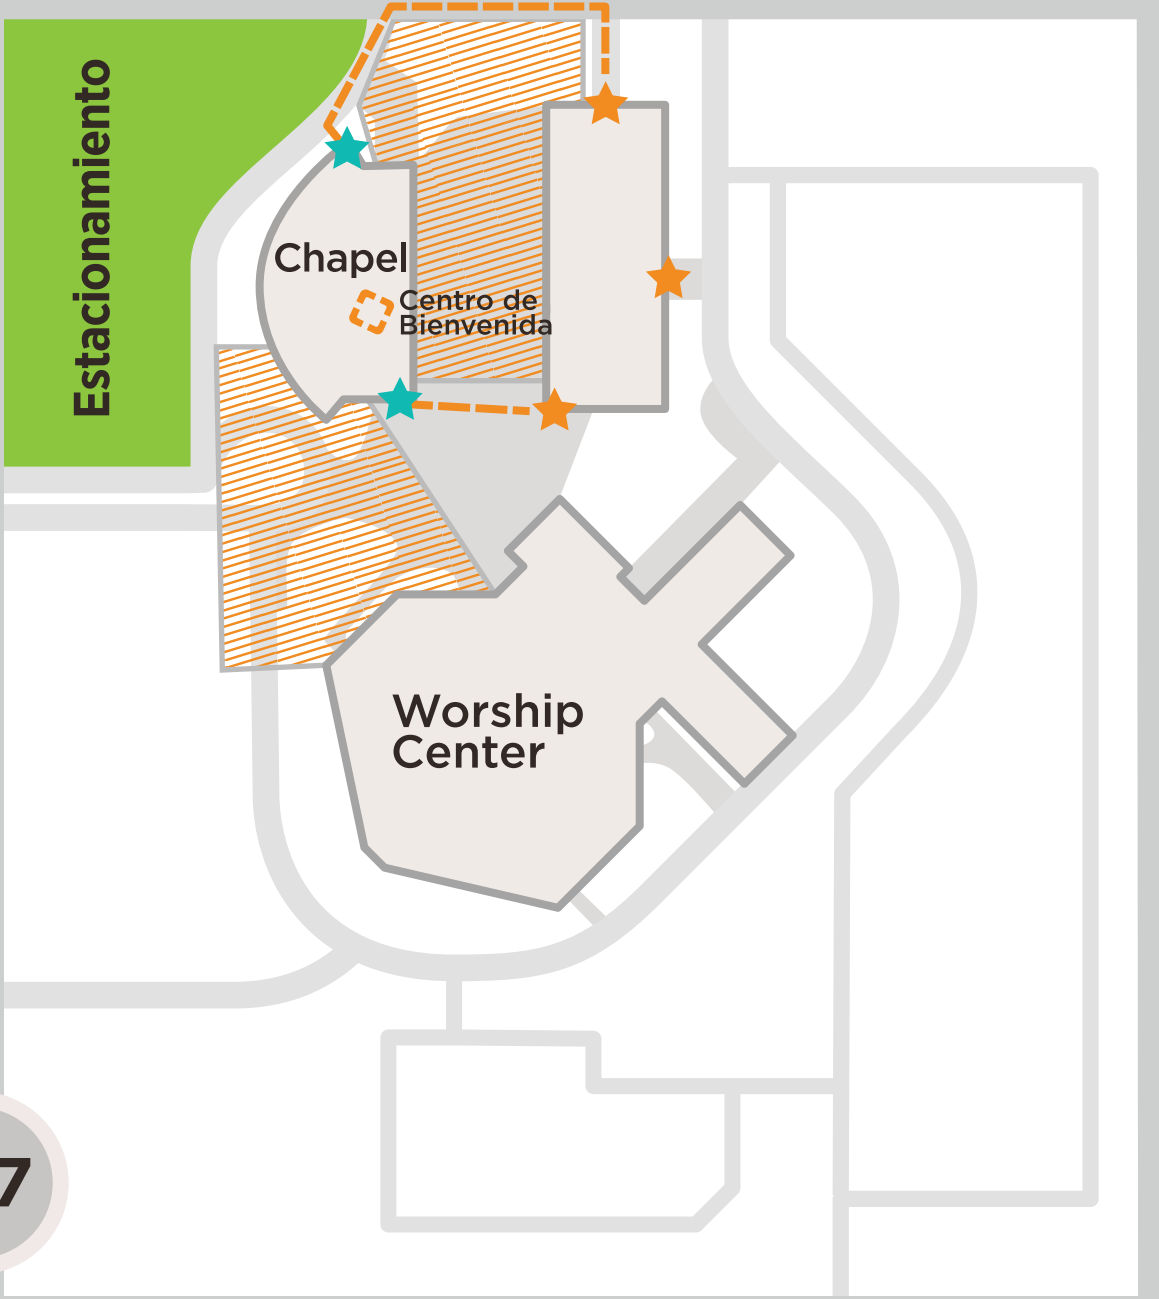 Estacionamiento
Chapel
Centro de
Bienvenida
Worship
Center
7